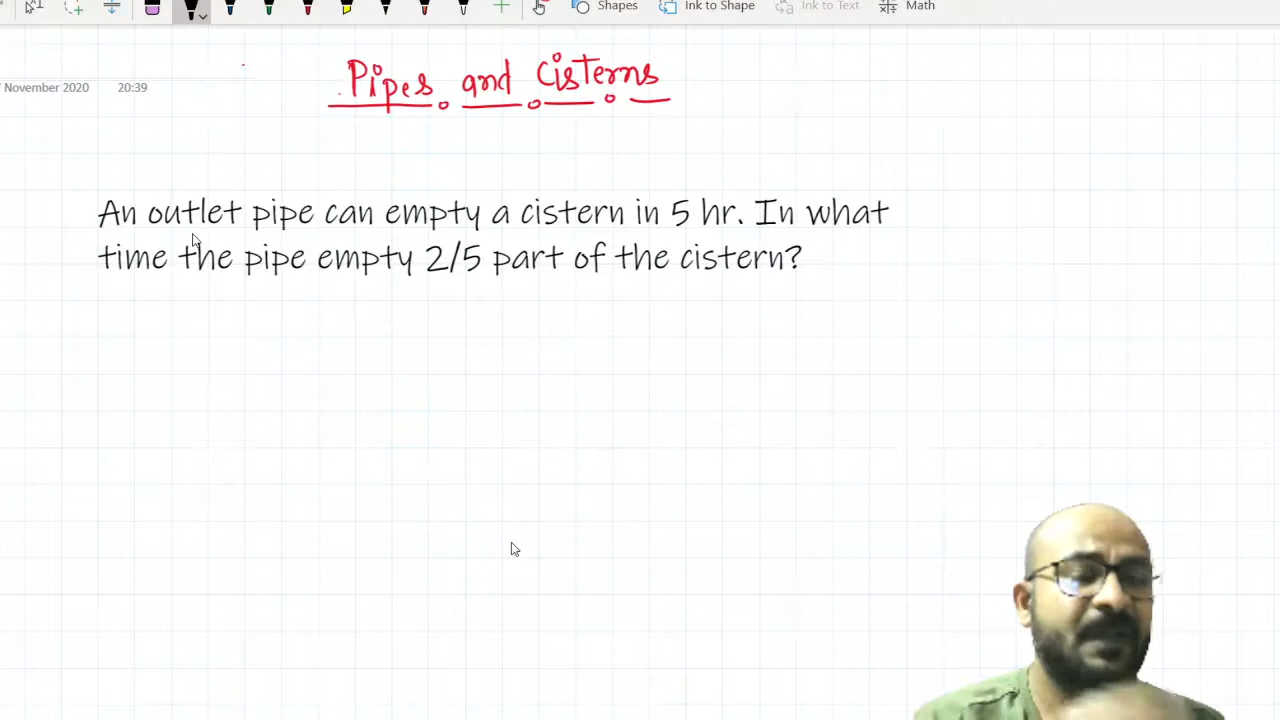 Shapes
Ink to Shape
Ink to Text
Math
November 2020 20:39
Pipes and Cisterns
An outlet pipe can empty a cistern in 5 hr. In what
time the pipe empty 2/5 part of the cistern?